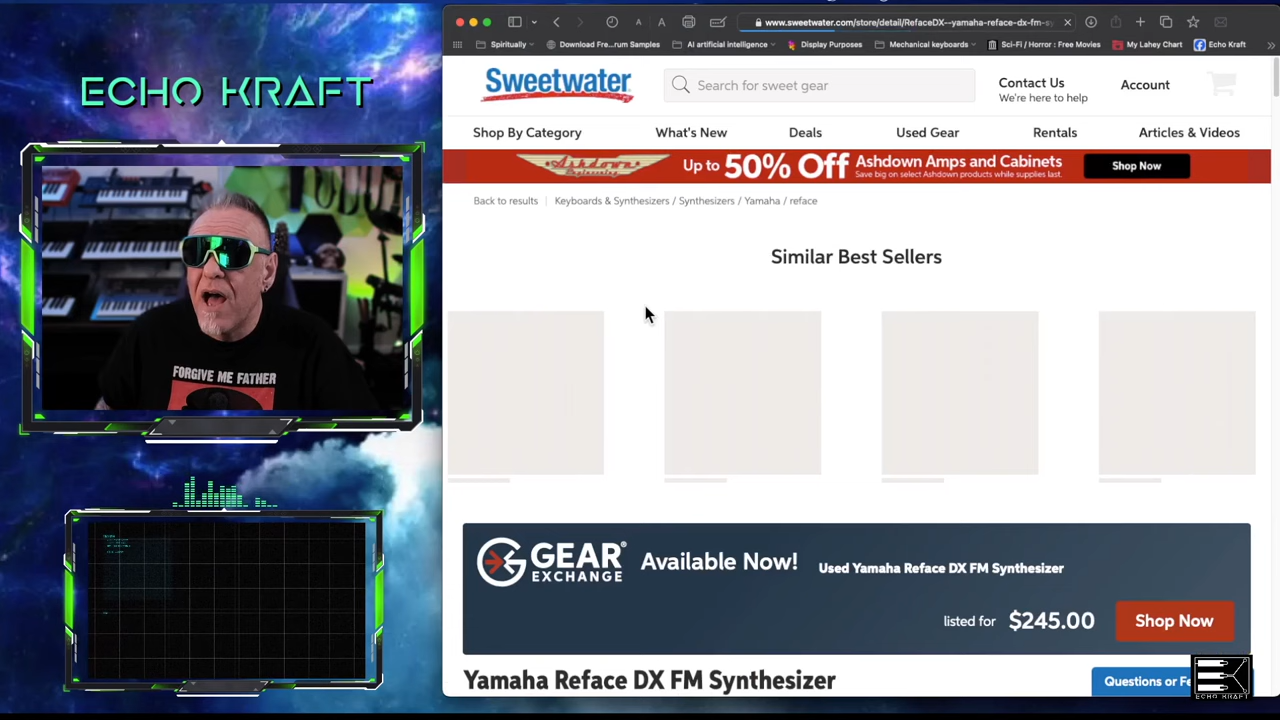 ECHO KRAFT
FORGIVE ME FATHER
www.sweetwater.com/store/detail/RefaceDX--yamaha-reface-dx-fm-sy
A
A
Spiritually
Download Fre...rum Samples
AI artificial intelligence
Display Purposes
Mechanical keyboards
Sci-Fi / Horror : Free Movies
My Lahey Chart
Echo Kraft
Sweetwater
Search for sweet gear
Contact Us
We're here to help
Account
Shop By Category
What's New
Deals
Used Gear
Rentals
Articles & Videos
Ashdown
Engineering
Up to 50% Off
Ashdown Amps and Cabinets
Save big on select Ashdown products while supplies last.
Shop Now
Back to results
Keyboards & Synthesizers / Synthesizers / Yamaha / reface
Similar Best Sellers
GEAR
EXCHANGE
Available Now!
Used Yamaha Reface DX FM Synthesizer
listed for $245.00
Shop Now
Yamaha Reface DX FM Synthesizer
Questions or Fe
ECHO KRAFT